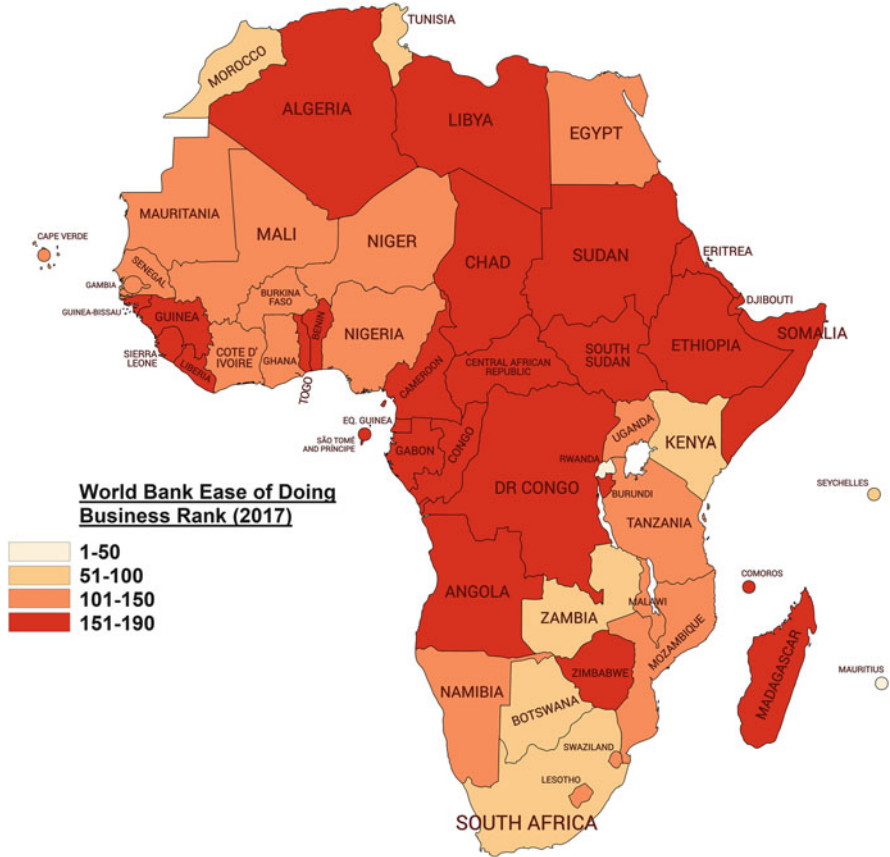 TUNISIA
MOROCCO
ALGERIA
LIBYA
EGYPT
MAURITANIA
MALI
NIGER
CHAD
SUDAN
ERITREA
CAPE VERDE
SENEGAL
GAMBIA
BURKINA
FASO
GUINEA-BISSAU
GUINEA
BENIN
NIGERIA
DJIBOUTI
SOMALIA
SIERRA
LEONE
LIBERIA
COTE D'
IVOIRE
GHANA
TOGO
CAMEROON
CENTRAL AFRICAN
REPUBLIC
SOUTH
SUDAN
ETHIOPIA
EQ. GUINEA
SÃO TOMÉ
AND PRÍNCIPE
GABON
CONGO
UGANDA
KENYA
RWANDA
DR CONGO
BURUNDI
SEYCHELLES
TANZANIA
World Bank Ease of Doing
Business Rank (2017)
1-50
51-100
101-150
151-190
COMOROS
ANGOLA
ZAMBIA
MALAWI
MOZAMBIQUE
MADAGASCAR
MAURITIUS
ZIMBABWE
NAMIBIA
BOTSWANA
SWAZILAND
LESOTHO
SOUTH AFRICA